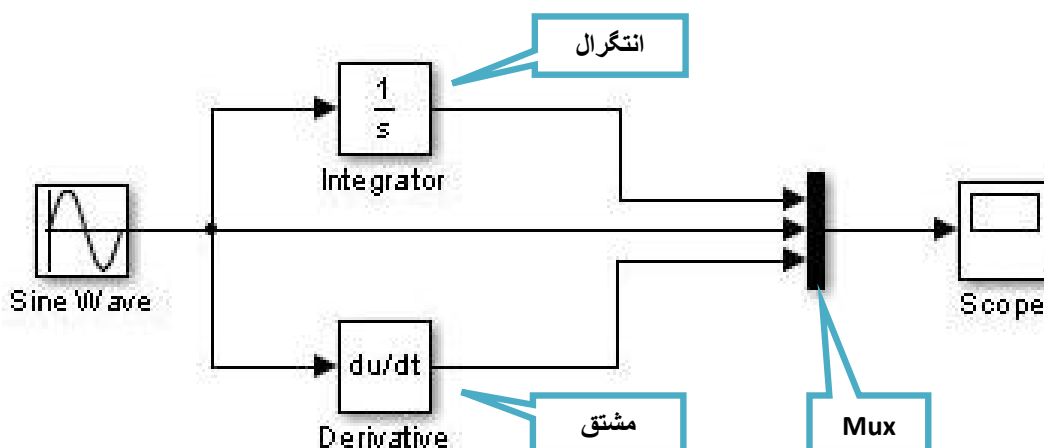 انتگرال
1
s
Integrator
Sine Wave
Scope
du/dt
Derivative
مشتق
Mux